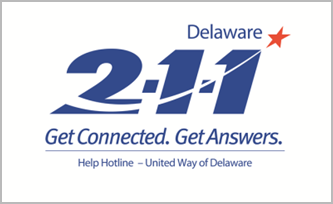 Delaware
2-1-1
Get Connected. Get Answers.
Help Hotline – United Way of Delaware